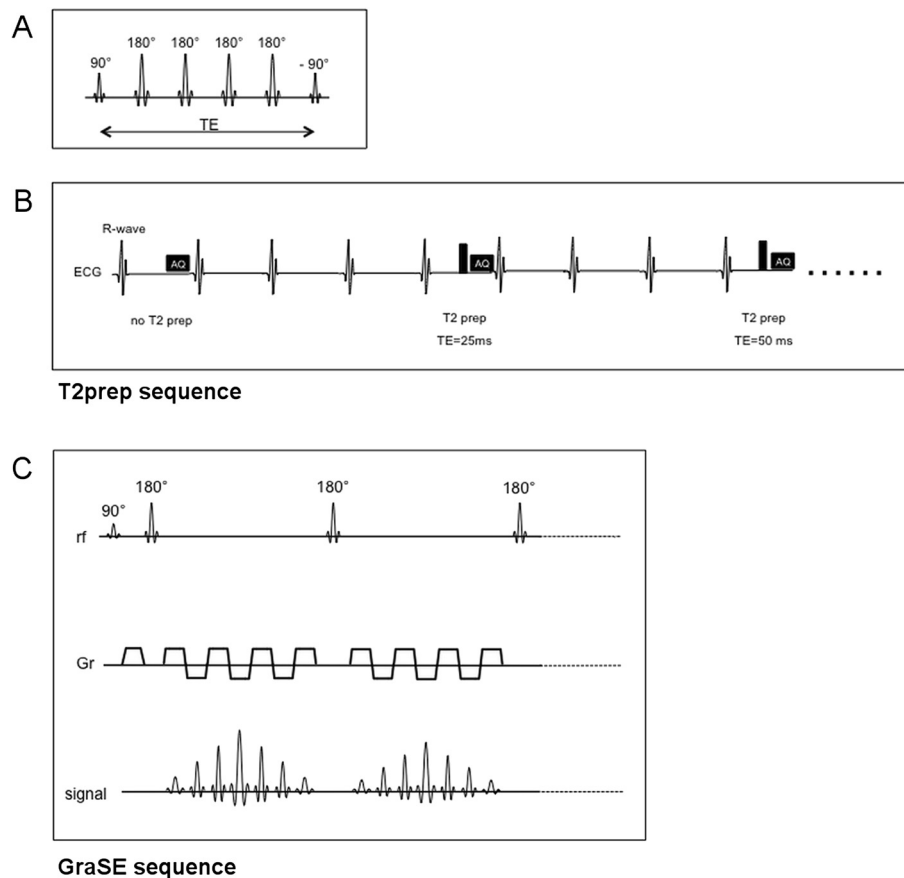 A
180° 180° 180° 180°
90° - 90°
TE
B
R-wave
ECG AQ AQ AQ
no T2 prep T2 prep T2 prep
TE=25ms TE=50 ms
T2prep sequence
C
180° 180° 180°
90°
rf
Gr
signal
GraSE sequence